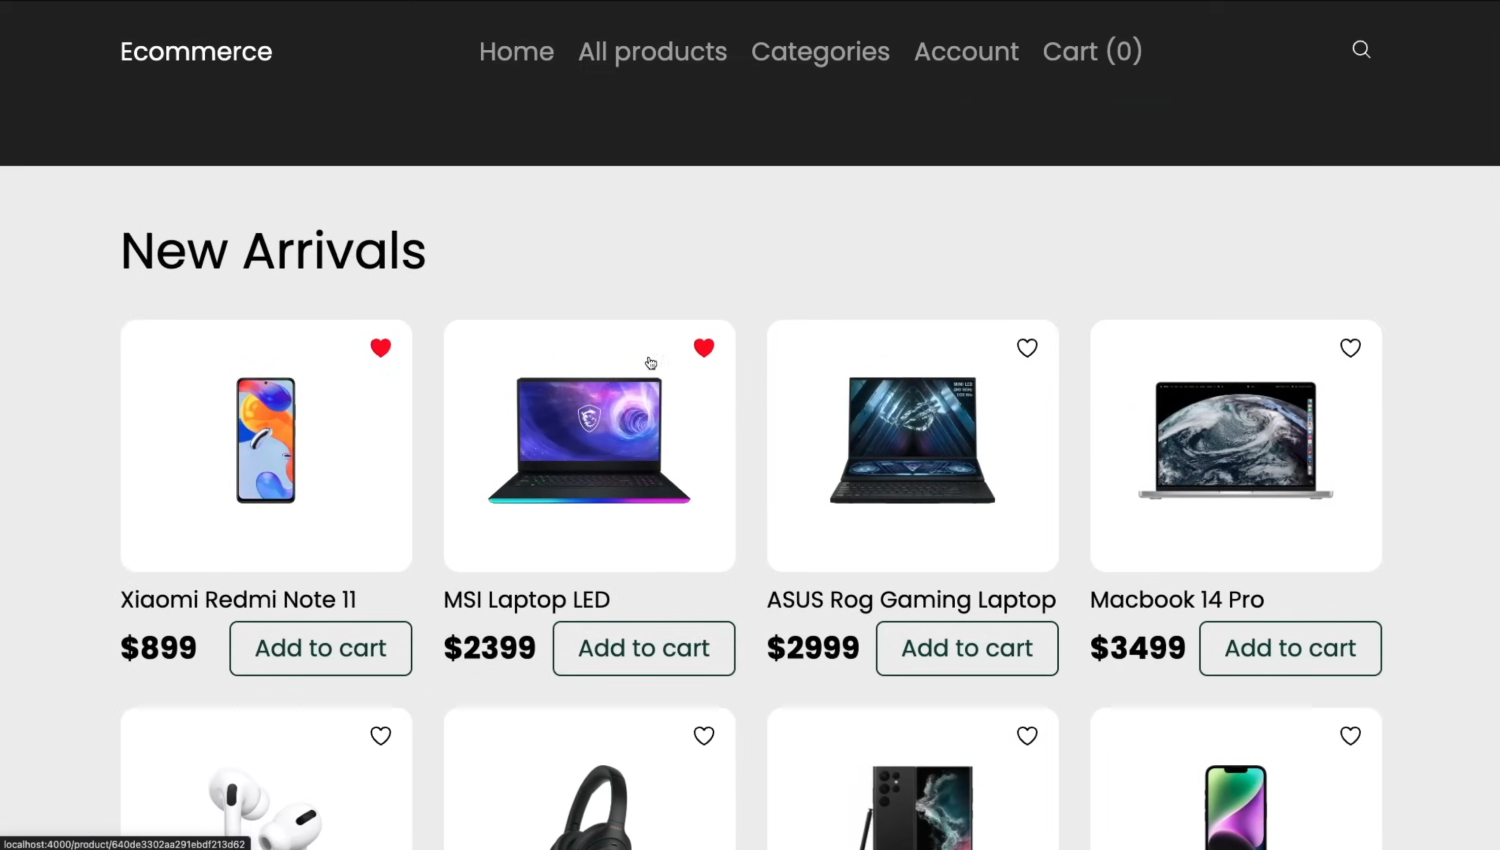 Ecommerce Home All products Categories Account Cart (0)
New Arrivals
Xiaomi Redmi Note 11 MSI Laptop LED ASUS Rog Gaming Laptop Macbook 14 Pro
$899 Add to cart $2399 Add to cart $2999 Add to cart $3499 Add to cart
localhost:4000/product/640de3302aa291ebdf213d62